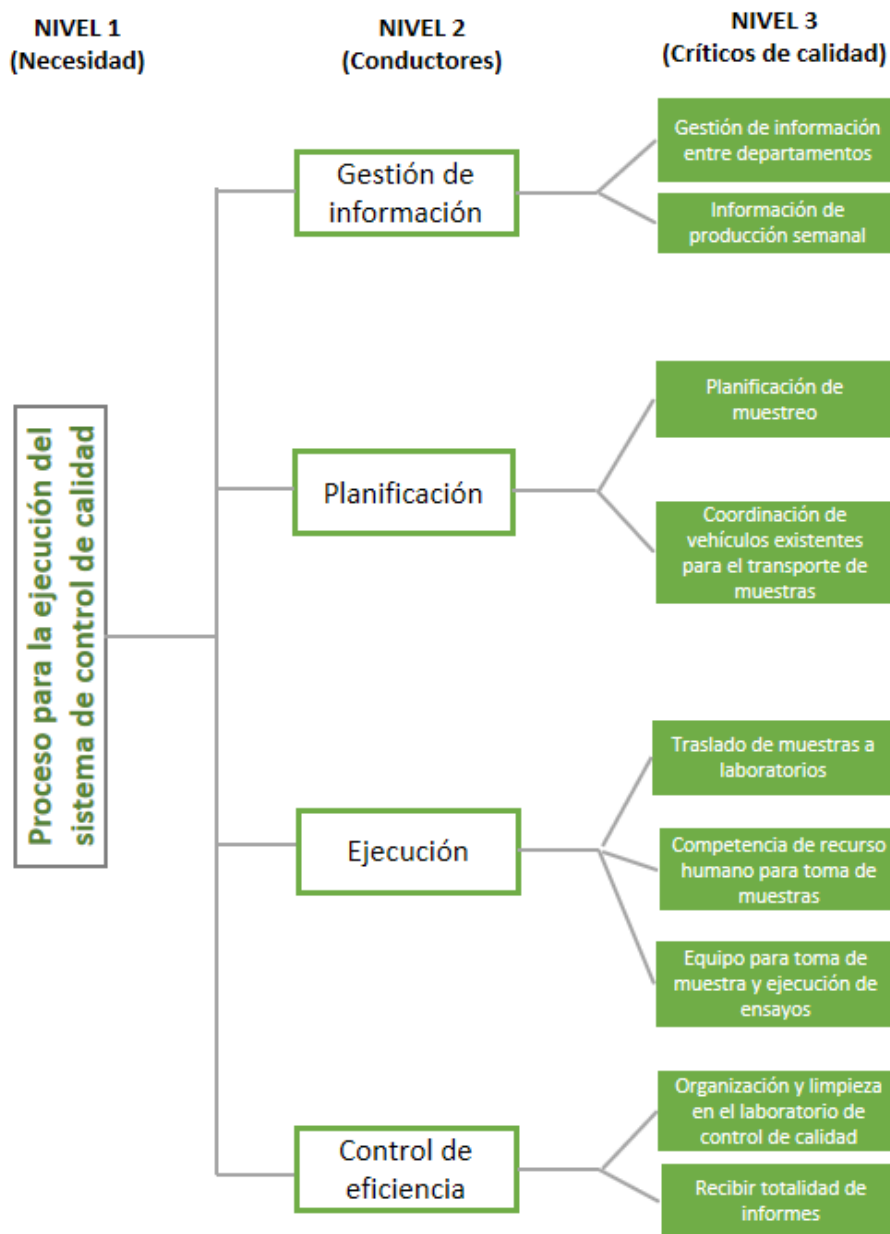 NIVEL 1
(Necesidad)
NIVEL 2
(Conductores)
NIVEL 3
(Críticos de calidad)
Proceso para la ejecución del
sistema de control de calidad
Gestión de
información
Gestión de información
entre departamentos
Información de
producción semanal
Planificación
Planificación de
muestreo
Coordinación de
vehículos existentes
para el transporte de
muestras
Ejecución
Traslado de muestras a
laboratorios
Competencia de recurso
humano para toma de
muestras
Equipo para toma de
muestra y ejecución de
ensayos
Control de
eficiencia
Organización y limpieza
en el laboratorio de
control de calidad
Recibir totalidad de
informes